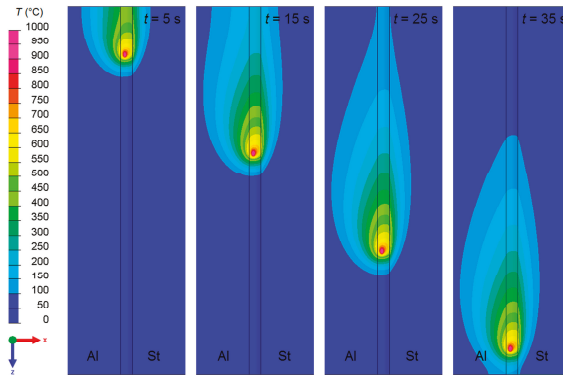 T (°C)
1000
950
900
850
800
750
700
650
600
550
500
450
400
350
300
250
200
150
100
50
0
x
z
t = 5 s
t = 15 s
t = 25 s
t = 35 s
Al St
Al St
Al St
Al St